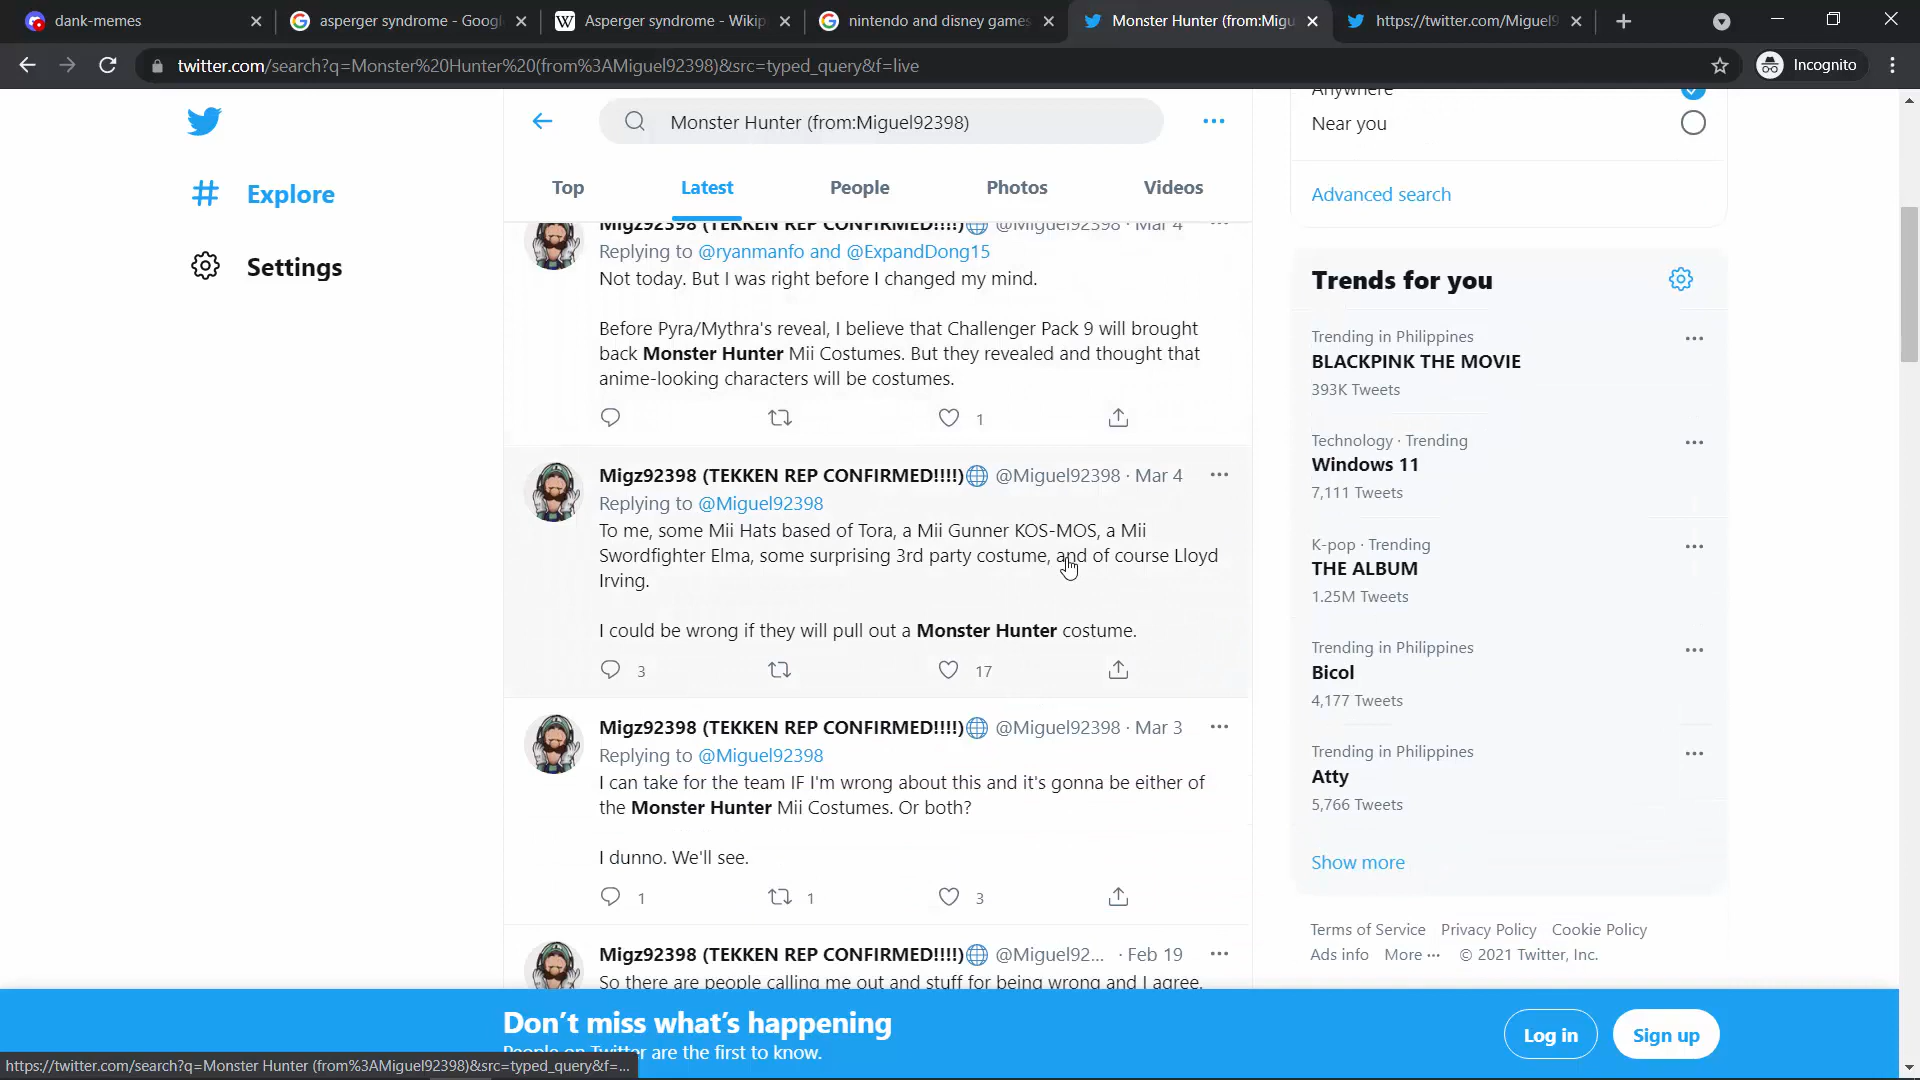 dank-memes
asperger syndrome - Googl
Asperger syndrome - Wikip
nintendo and disney games
Monster Hunter (from:Migu
https://twitter.com/Miguel9
twitter.com/search?q=Monster%20Hunter%20(from%3AMiguel92398)&src=typed_query&f=live
Incognito
Explore
Settings
Monster Hunter (from:Miguel92398)
Top
Latest
People
Photos
Videos
Migz92398 (TEKKEN REP CONFIRMED!!!!) @Miguel92398 · Mar 4
Replying to @ryanmanfo and @ExpandDong15
Not today. But I was right before I changed my mind.
Before Pyra/Mythra's reveal, I believe that Challenger Pack 9 will brought
back Monster Hunter Mii Costumes. But they revealed and thought that
anime-looking characters will be costumes.
1
Migz92398 (TEKKEN REP CONFIRMED!!!!) @Miguel92398 · Mar 4
Replying to @Miguel92398
To me, some Mii Hats based of Tora, a Mii Gunner KOS-MOS, a Mii
Swordfighter Elma, some surprising 3rd party costume, and of course Lloyd
Irving.
I could be wrong if they will pull out a Monster Hunter costume.
3
17
Migz92398 (TEKKEN REP CONFIRMED!!!!) @Miguel92398 · Mar 3
Replying to @Miguel92398
I can take for the team IF I'm wrong about this and it's gonna be either of
the Monster Hunter Mii Costumes. Or both?
I dunno. We'll see.
1
1
3
Migz92398 (TEKKEN REP CONFIRMED!!!!) @Miguel92... · Feb 19
So there are people calling me out and stuff for being wrong and I agree.
Anywhere
Near you
Advanced search
Trends for you
Trending in Philippines
BLACKPINK THE MOVIE
393K Tweets
Technology · Trending
Windows 11
7,111 Tweets
K-pop · Trending
THE ALBUM
1.25M Tweets
Trending in Philippines
Bicol
4,177 Tweets
Trending in Philippines
Atty
5,766 Tweets
Show more
Terms of Service Privacy Policy Cookie Policy
Ads info More ··· © 2021 Twitter, Inc.
Don't miss what's happening
People on Twitter are the first to know.
Log in
Sign up
https://twitter.com/search?q=Monster Hunter (from%3AMiguel92398)&src=typed_query&f=...